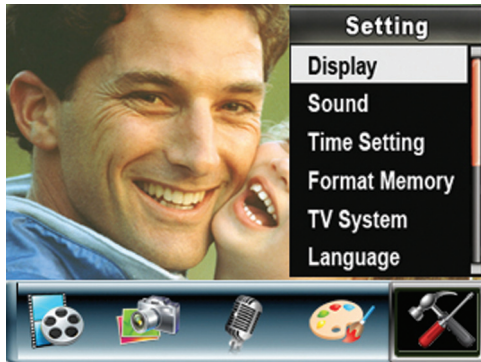 Setting
Display
Sound
Time Setting
Format Memory
TV System
Language